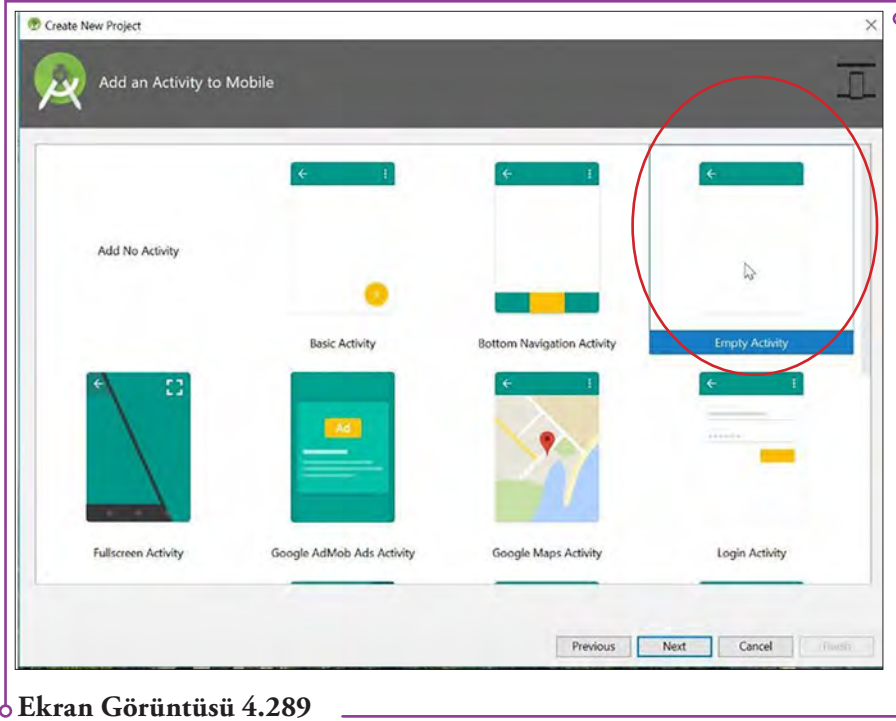 Create New Project
Add an Activity to Mobile
Add No Activity
Basic Activity
Bottom Navigation Activity
Empty Activity
Ad
Fullscreen Activity
Google AdMob Ads Activity
Google Maps Activity
Login Activity
Previous Next Cancel Finish
Ekran Görüntüsü 4.289